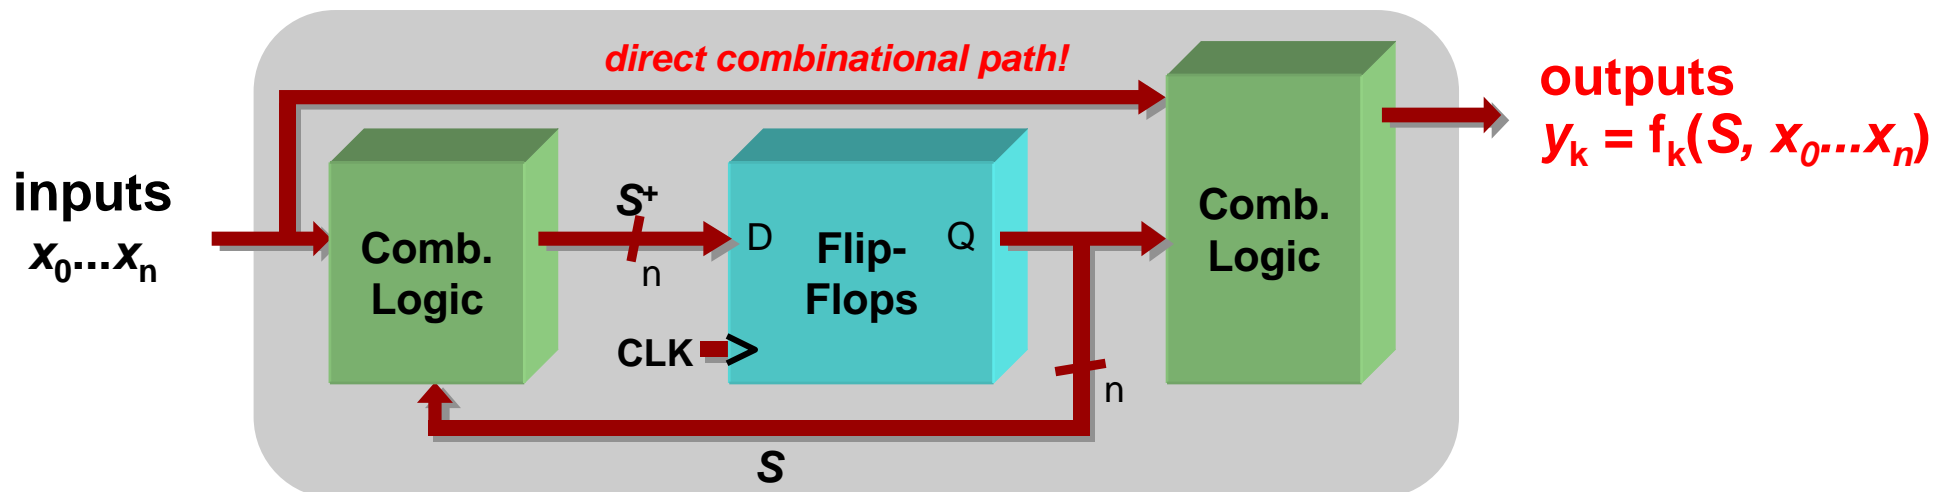 direct combinational path!
outputs
yk = fk(S, x0...xn)
inputs
x0...xn
Comb.
Logic
S+
n
D
Q
Flip-
Flops
CLK
n
Comb.
Logic
S